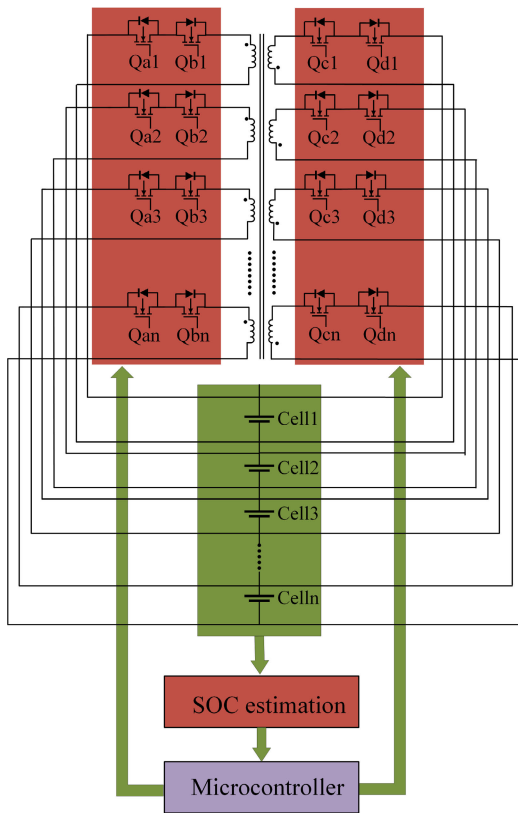 Qa1 Qb1 Qc1 Qd1
Qa2 Qb2 Qc2 Qd2
Qa3 Qb3 Qc3 Qd3
Qan Qbn Qcn Qdn
Cell1
Cell2
Cell3
Celln
SOC estimation
Microcontroller